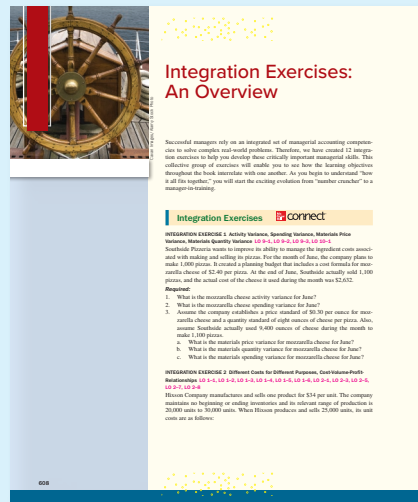 Integration Exercises:
An Overview
Successful managers rely on an integrated set of managerial accounting competen-
cies to solve complex real-world problems. Therefore, we have created 12 integra-
tion exercises to help you develop these critically important managerial skills. This
collective group of exercises will enable you to see how the learning objectives
throughout the book interrelate with one another. As you begin to understand "how
it all fits together," you will start the exciting evolution from "number cruncher" to a
manager-in-training.
Integration Exercises connect
INTEGRATION EXERCISE 1 Activity Variance, Spending Variance, Materials Price
Variance, Materials Quantity Variance LO 9–1, LO 9–2, LO 9–3, LO 10–1
Southside Pizzeria wants to improve its ability to manage the ingredient costs associ-
ated with making and selling its pizzas. For the month of June, the company plans to
make 1,000 pizzas. It created a planning budget that includes a cost formula for moz-
zarella cheese of $2.40 per pizza. At the end of June, Southside actually sold 1,100
pizzas, and the actual cost of the cheese it used during the month was $2,632.
Required:
1. What is the mozzarella cheese activity variance for June?
2. What is the mozzarella cheese spending variance for June?
3. Assume the company establishes a price standard of $0.30 per ounce for moz-
zarella cheese and a quantity standard of eight ounces of cheese per pizza. Also,
assume Southside actually used 9,400 ounces of cheese during the month to
make 1,100 pizzas.
a. What is the materials price variance for mozzarella cheese for June?
b. What is the materials quantity variance for mozzarella cheese for June?
c. What is the materials spending variance for mozzarella cheese for June?
INTEGRATION EXERCISE 2 Different Costs for Different Purposes, Cost-Volume-Profit-
Relationships LO 1–1, LO 1–2, LO 1–3, LO 1–4, LO 1–5, LO 1–6, LO 2–1, LO 2–3, LO 2–5,
LO 2–7, LO 2–8
Hixson Company manufactures and sells one product for $34 per unit. The company
maintains no beginning or ending inventories and its relevant range of production is
20,000 units to 30,000 units. When Hixson produces and sells 25,000 units, its unit
costs are as follows:
608